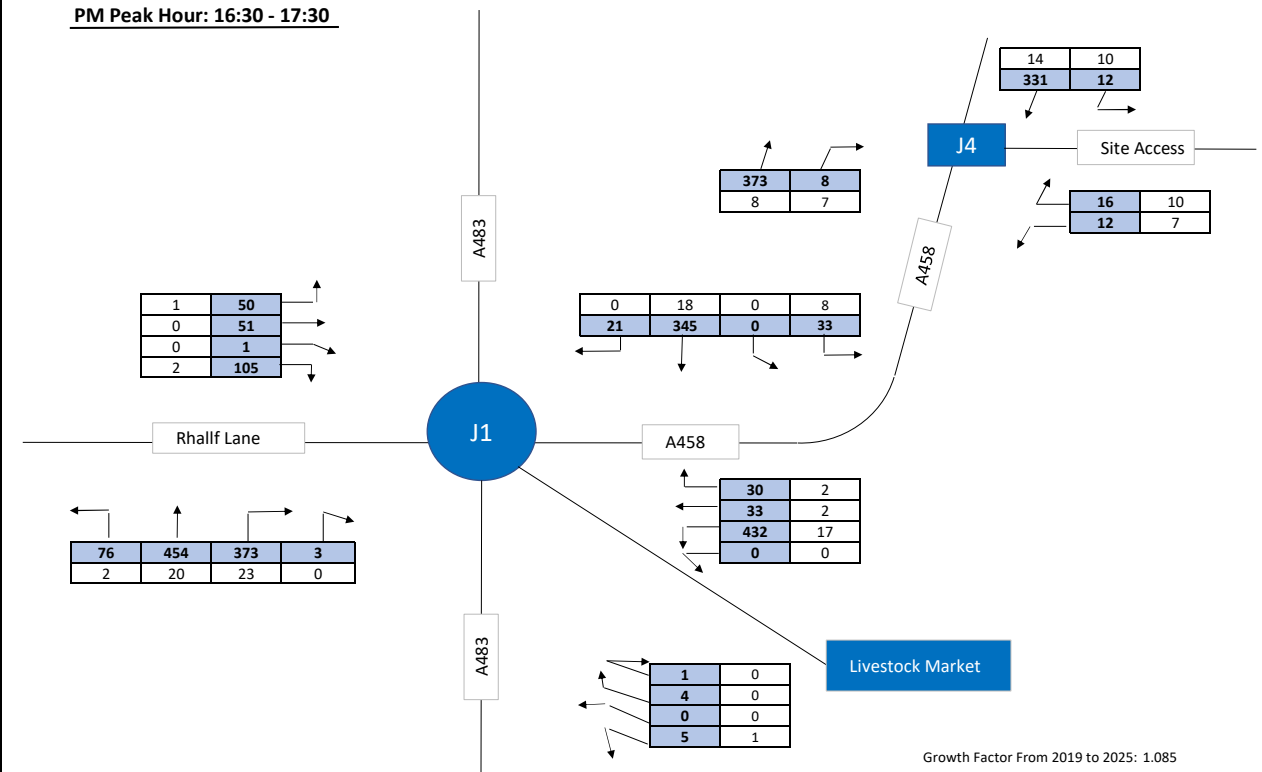 PM Peak Hour: 16:30 - 17:30
14 10
331 12
J4
Site Access
373 8
8 7
16 10
12 7
A483
A458
1 50
0 51
0 1
2 105
0 18 0 8
21 345 0 33
Rhallf Lane
J1
A458
30 2
33 2
432 17
0 0
76 454 373 3
2 20 23 0
A483
Livestock Market
1 0
4 0
0 0
5 1
Growth Factor From 2019 to 2025: 1.085